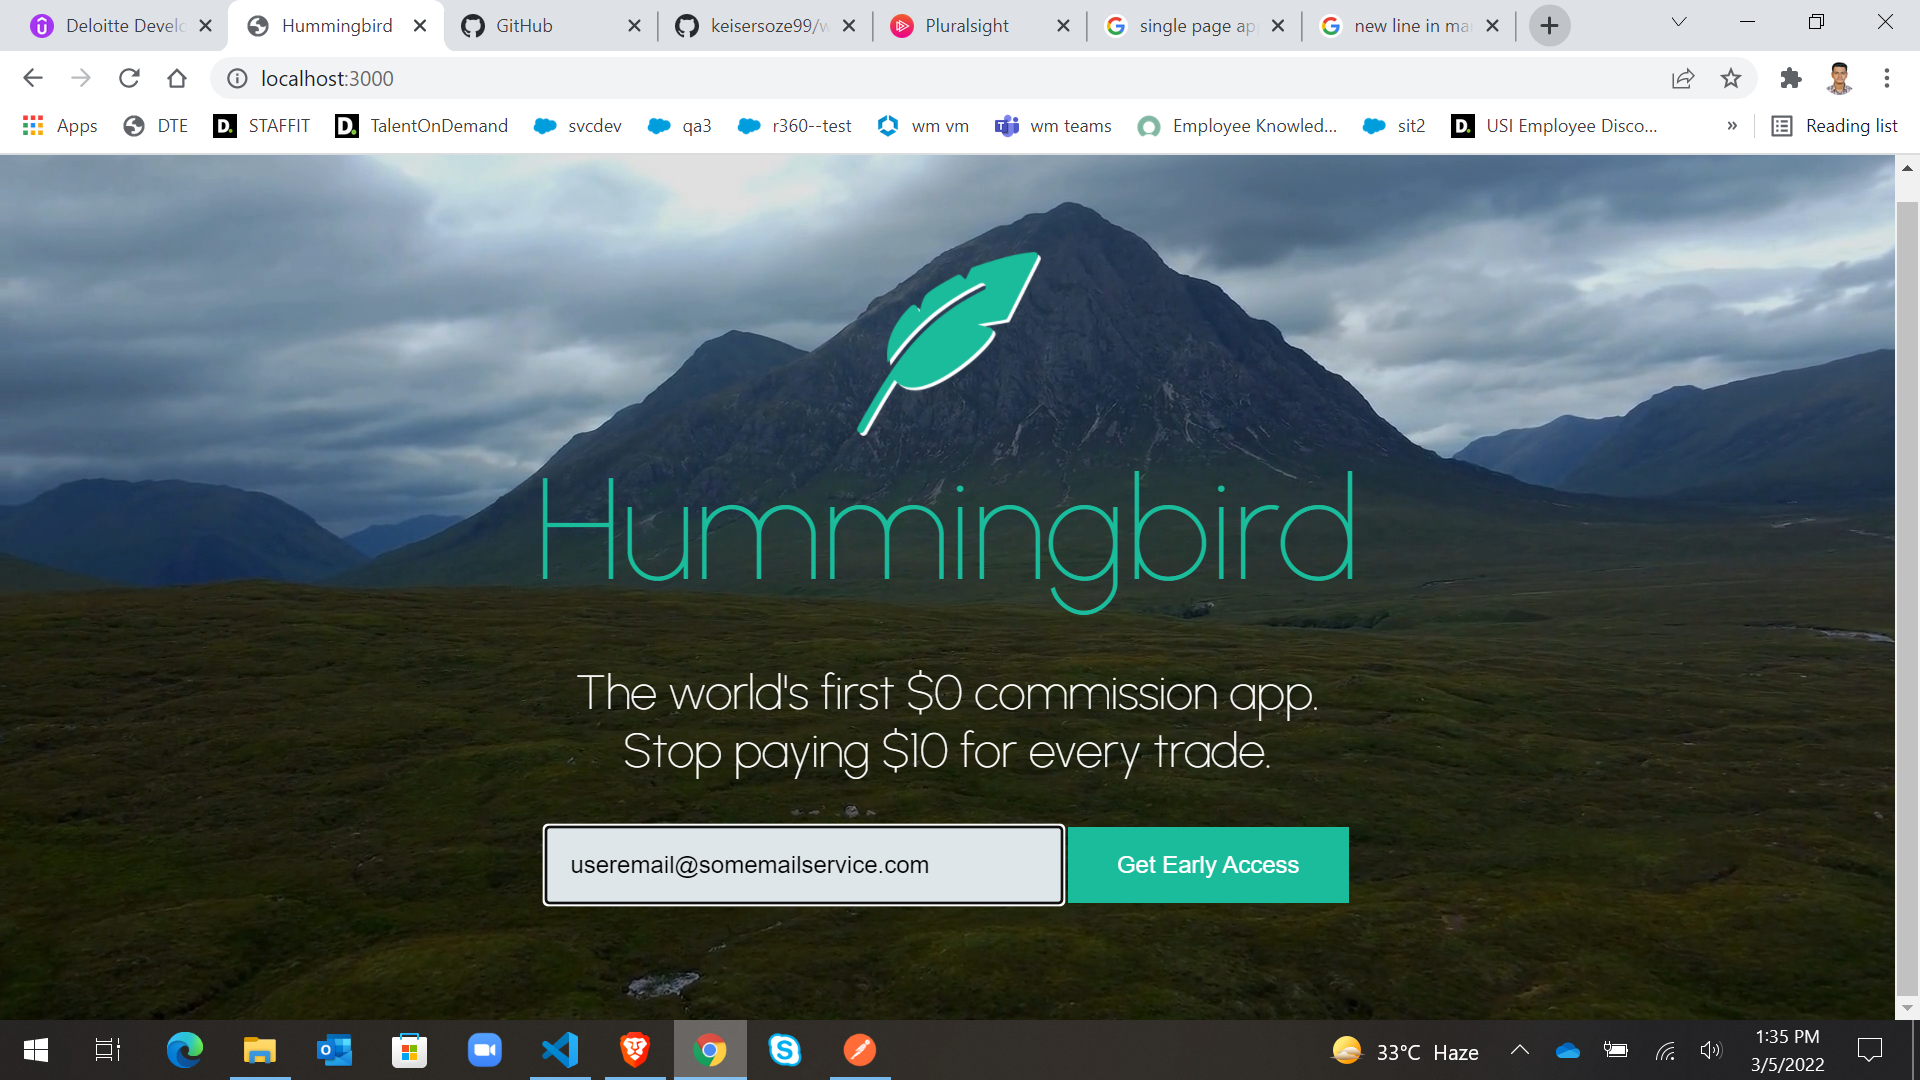 Deloitte Develo
Hummingbird
GitHub
keisersoze99/w
Pluralsight
single page ap
new line in ma
localhost:3000
Apps
DTE
STAFFIT
TalentOnDemand
svcdev
qa3
r360--test
wm vm
wm teams
Employee Knowled...
sit2
USI Employee Disco...
»
Reading list
Hummingbird
The world's first $0 commission app.
Stop paying $10 for every trade.
useremail@somemailservice.com
Get Early Access
33°C Haze
1:35 PM
3/5/2022